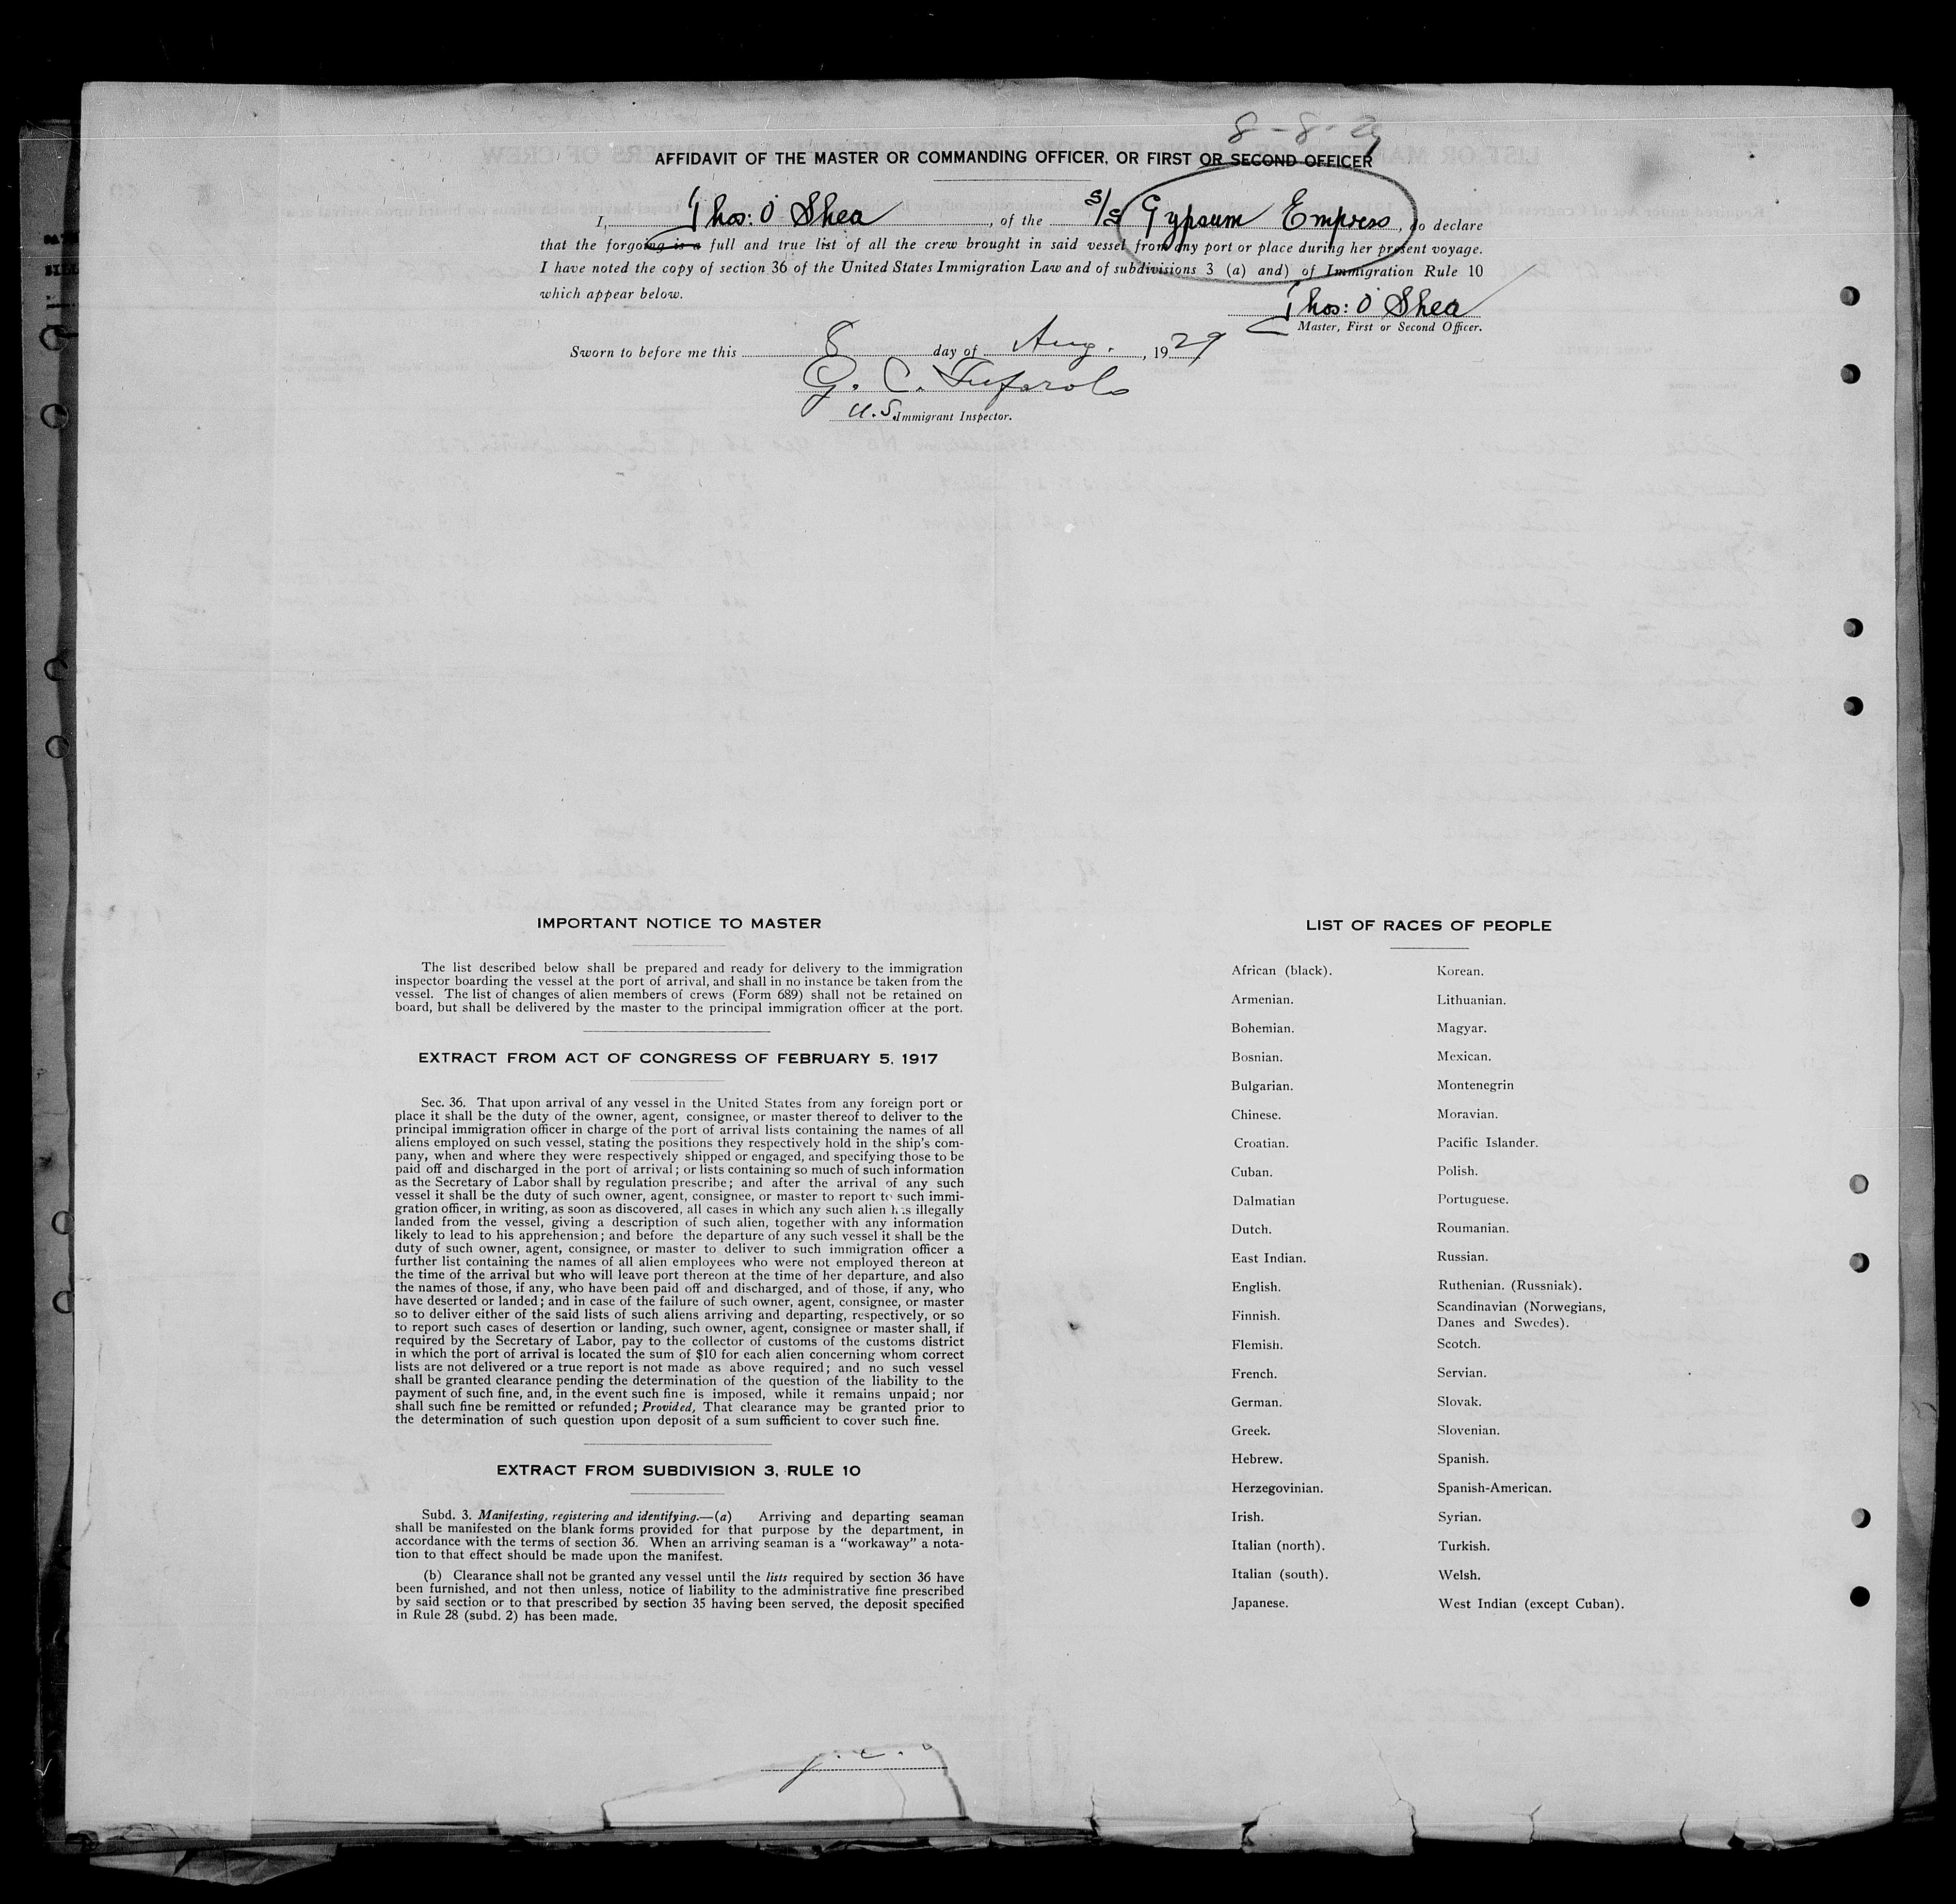 8-8-29
AFFIDAVIT OF THE MASTER OR COMMANDING OFFICER, OR FIRST OR SECOND OFFICER
I, Thos: O'Shea, of the S/S Gypsum Empress, do declare
that the forgoing is a full and true list of all the crew brought in said vessel from any port or place during her present voyage.
I have noted the copy of section 36 of the United States Immigration Law and of subdivisions 3 (a) and) of Immigration Rule 10
which appear below.
Thos: O'Shea
Master, First or Second Officer.
Sworn to before me this 8 day of Aug., 1929
G. C.
U.S. Immigrant Inspector.
IMPORTANT NOTICE TO MASTER
The list described below shall be prepared and ready for delivery to the immigration
inspector boarding the vessel at the port of arrival, and shall in no instance be taken from the
vessel. The list of changes of alien members of crews (Form 689) shall not be retained on
board, but shall be delivered by the master to the principal immigration officer at the port.
EXTRACT FROM ACT OF CONGRESS OF FEBRUARY 5, 1917
Sec. 36. That upon arrival of any vessel in the United States from any foreign port or
place it shall be the duty of the owner, agent, consignee, or master thereof to deliver to the
principal immigration officer in charge of the port of arrival lists containing the names of all
aliens employed on such vessel, stating the positions they respectively hold in the ship's com-
pany, when and where they were respectively shipped or engaged, and specifying those to be
paid off and discharged in the port of arrival; or lists containing so much of such information
as the Secretary of Labor shall by regulation prescribe; and after the arrival of any such
vessel it shall be the duty of such owner, agent, consignee, or master to report to such immi-
gration officer, in writing, as soon as discovered, all cases in which any such alien has illegally
landed from the vessel, giving a description of such alien, together with any information
likely to lead to his apprehension; and before the departure of any such vessel it shall be the
duty of such owner, agent, consignee, or master to deliver to such immigration officer a
further list containing the names of all alien employees who were not employed thereon at
the time of the arrival but who will leave port thereon at the time of her departure, and also
the names of those, if any, who have been paid off and discharged, and of those, if any, who
have deserted or landed; and in case of the failure of such owner, agent, consignee, or master
so to deliver either of the said lists of such aliens arriving and departing, respectively, or so
to report such cases of desertion or landing, such owner, agent, consignee or master shall, if
required by the Secretary of Labor, pay to the collector of customs of the customs district
in which the port of arrival is located the sum of $10 for each alien concerning whom correct
lists are not delivered or a true report is not made as above required; and no such vessel
shall be granted clearance pending the determination of the question of the liability to the
payment of such fine, and, in the event such fine is imposed, while it remains unpaid; nor
shall such fine be remitted or refunded; Provided, That clearance may be granted prior to
the determination of such question upon deposit of a sum sufficient to cover such fine.
EXTRACT FROM SUBDIVISION 3, RULE 10
Subd. 3. Manifesting, registering and identifying.—(a) Arriving and departing seaman
shall be manifested on the blank forms provided for that purpose by the department, in
accordance with the terms of section 36. When an arriving seaman is a "workaway" a nota-
tion to that effect should be made upon the manifest.
(b) Clearance shall not be granted any vessel until the lists required by section 36 have
been furnished, and not then unless, notice of liability to the administrative fine prescribed
by said section or to that prescribed by section 35 having been served, the deposit specified
in Rule 28 (subd. 2) has been made.
LIST OF RACES OF PEOPLE
African (black). Korean.
Armenian. Lithuanian.
Bohemian. Magyar.
Bosnian. Mexican.
Bulgarian. Montenegrin
Chinese. Moravian.
Croatian. Pacific Islander.
Cuban. Polish.
Dalmatian Portuguese.
Dutch. Roumanian.
East Indian. Russian.
English. Ruthenian. (Russniak).
Finnish. Scandinavian (Norwegians,
Danes and Swedes).
Flemish. Scotch.
French. Servian.
German. Slovak.
Greek. Slovenian.
Hebrew. Spanish.
Herzegovinian. Spanish-American.
Irish. Syrian.
Italian (north). Turkish.
Italian (south). Welsh.
Japanese. West Indian (except Cuban).